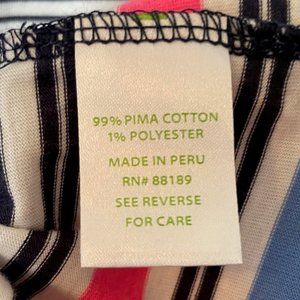 99% PIMA COTTON
1% POLYESTER
MADE IN PERU
RN# 88189
SEE REVERSE
FOR CARE